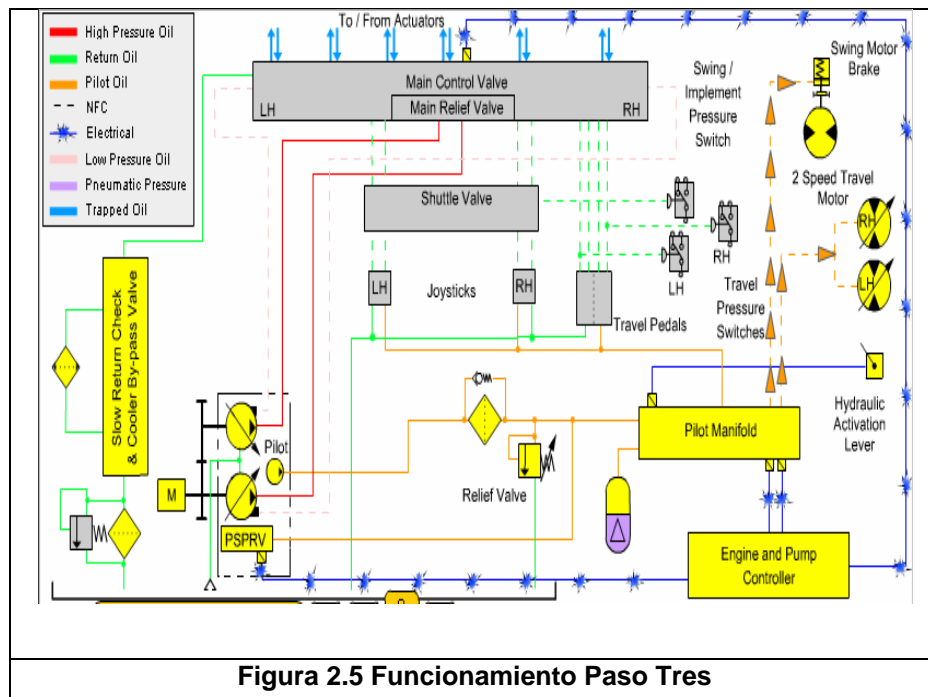 To / From Actuators
High Pressure Oil
Return Oil
Pilot Oil
NFC
Electrical
Low Pressure Oil
Pneumatic Pressure
Trapped Oil
Main Control Valve
Main Relief Valve
LH
RH
Swing /
Implement
Pressure
Switch
Swing Motor
Brake
2 Speed Travel
Motor
RH
LH
Shuttle Valve
RH
LH
LH
Joysticks
RH
Travel Pedals
Travel
Pressure
Switches
Slow Return Check
& Cooler By-pass Valve
Pilot
M
PSPRV
Relief Valve
Pilot Manifold
Hydraulic
Activation
Lever
Engine and Pump
Controller
Figura 2.5 Funcionamiento Paso Tres